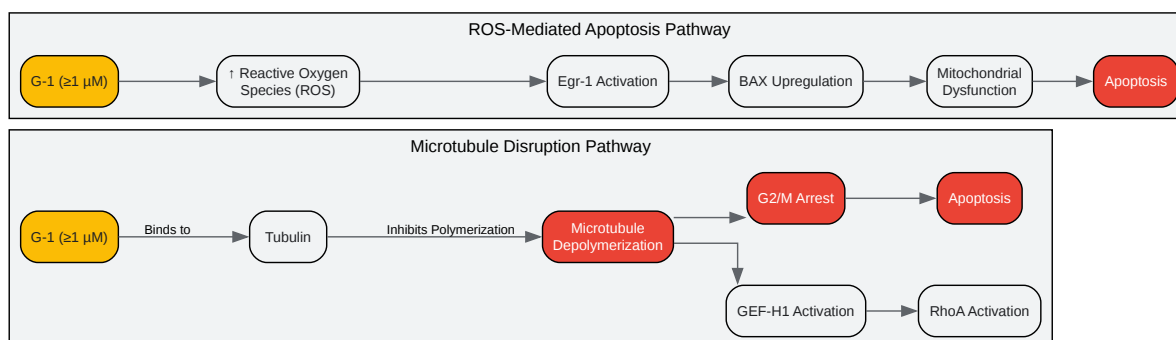 ROS-Mediated Apoptosis Pathway
G-1 (≥1 µM)
↑ Reactive Oxygen
Species (ROS)
Egr-1 Activation
BAX Upregulation
Mitochondrial
Dysfunction
Apoptosis
Microtubule Disruption Pathway
G-1 (≥1 µM)
Binds to
Tubulin
Inhibits Polymerization
Microtubule
Depolymerization
G2/M Arrest
Apoptosis
GEF-H1 Activation
RhoA Activation